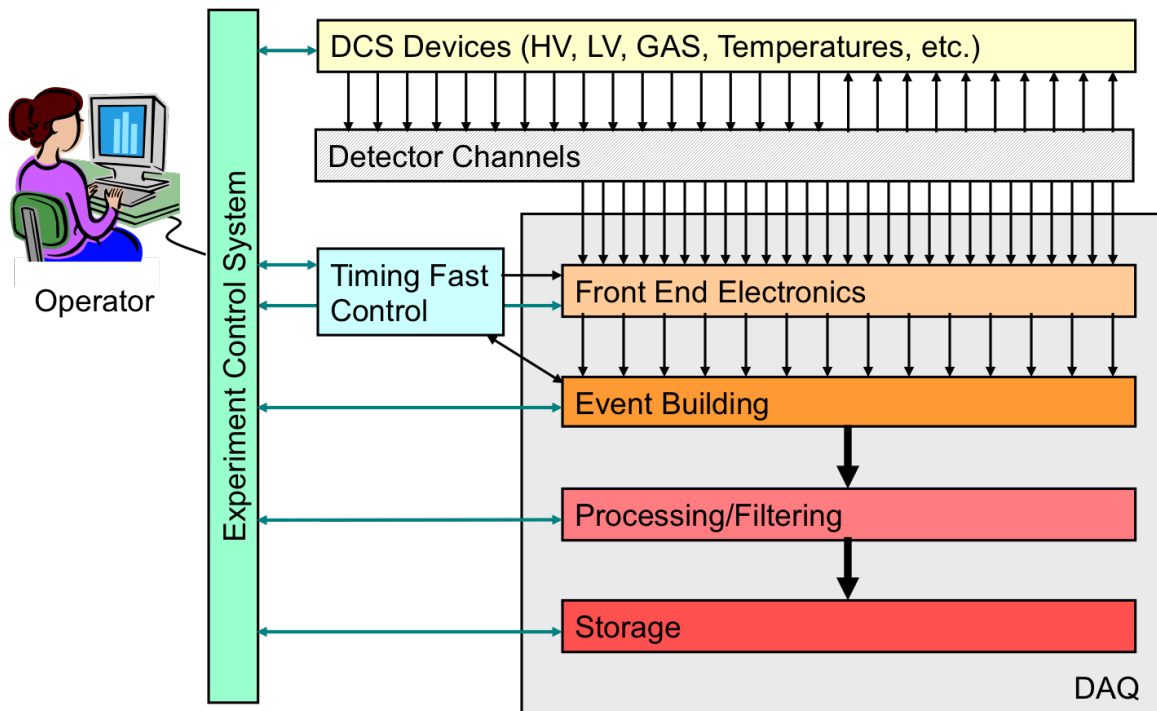 DCS Devices (HV, LV, GAS, Temperatures, etc.)
Detector Channels
Operator
Experiment Control System
Timing Fast
Control
Front End Electronics
Event Building
Processing/Filtering
Storage
DAQ